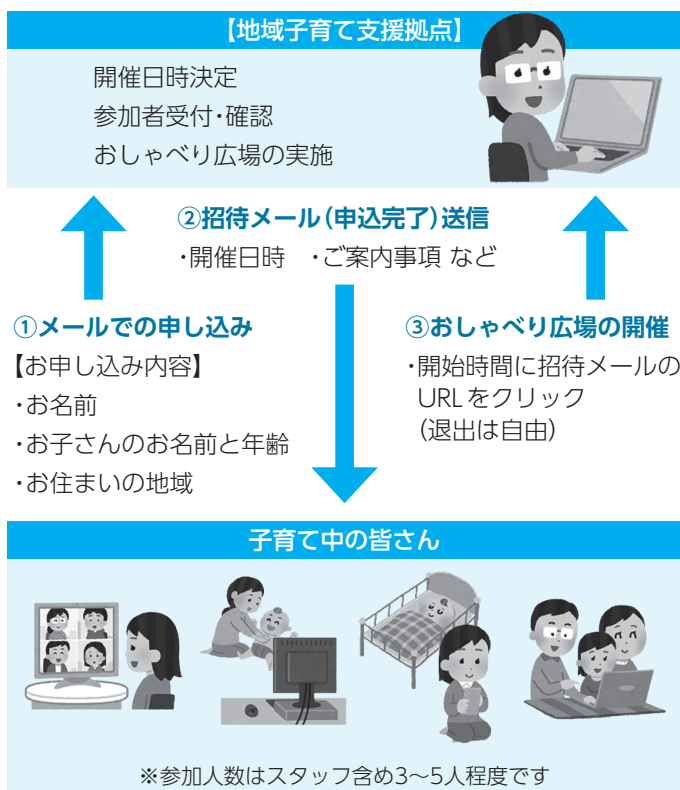 【地域子育て支援拠点】
開催日時決定
参加者受付・確認
おしゃべり広場の実施
②招待メール(申込完了)送信
・開催日時 ・ご案内事項 など
①メールでの申し込み
【お申し込み内容】
・お名前
・お子さんのお名前と年齢
・お住まいの地域
③おしゃべり広場の開催
・開始時間に招待メールの
URLをクリック
(退出は自由)
子育て中の皆さん
※参加人数はスタッフ含め3〜5人程度です